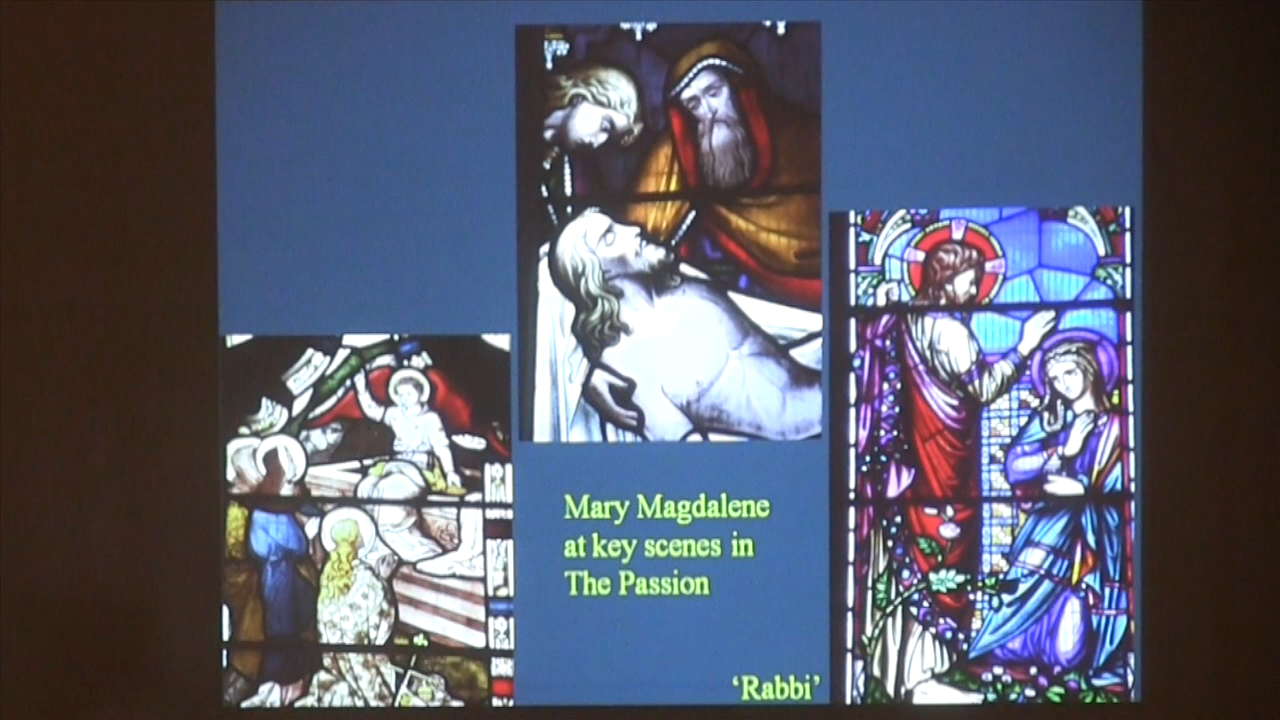 Mary Magdalene
at key scenes in
The Passion
‘Rabbi’